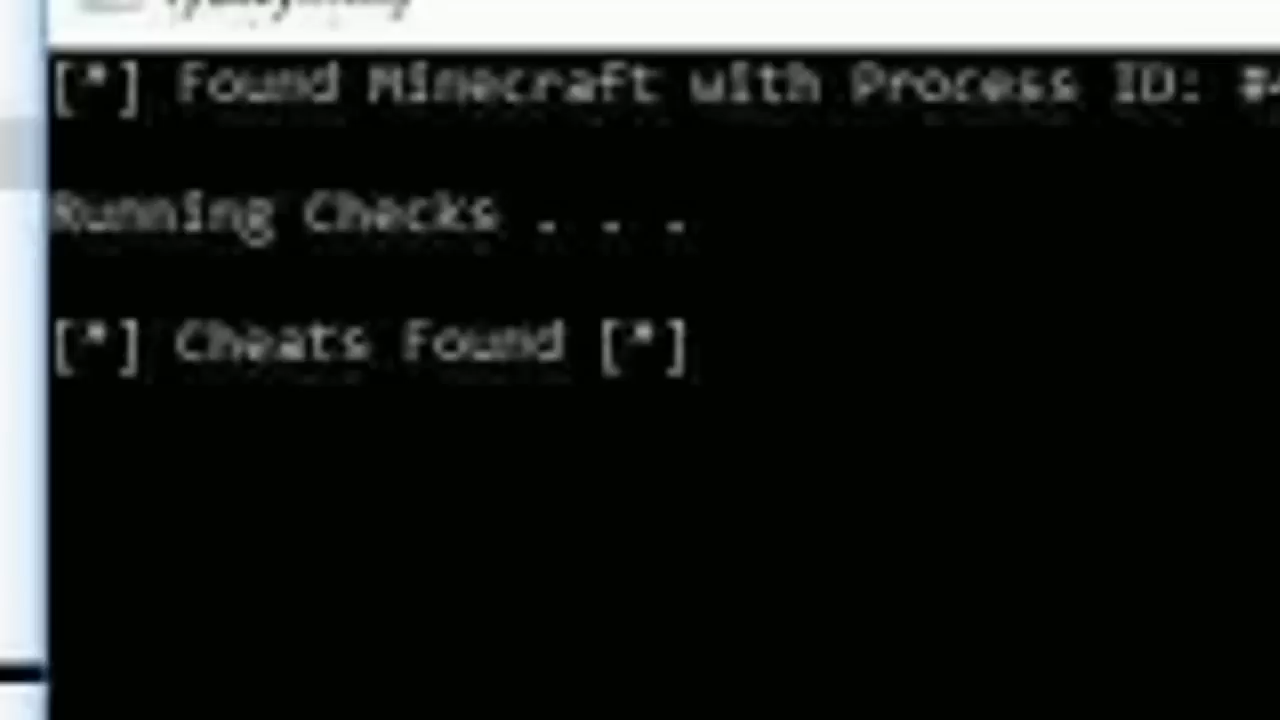 [*] Found Minecraft with Process ID: #
Running Checks . . .
[*] Cheats Found [*]